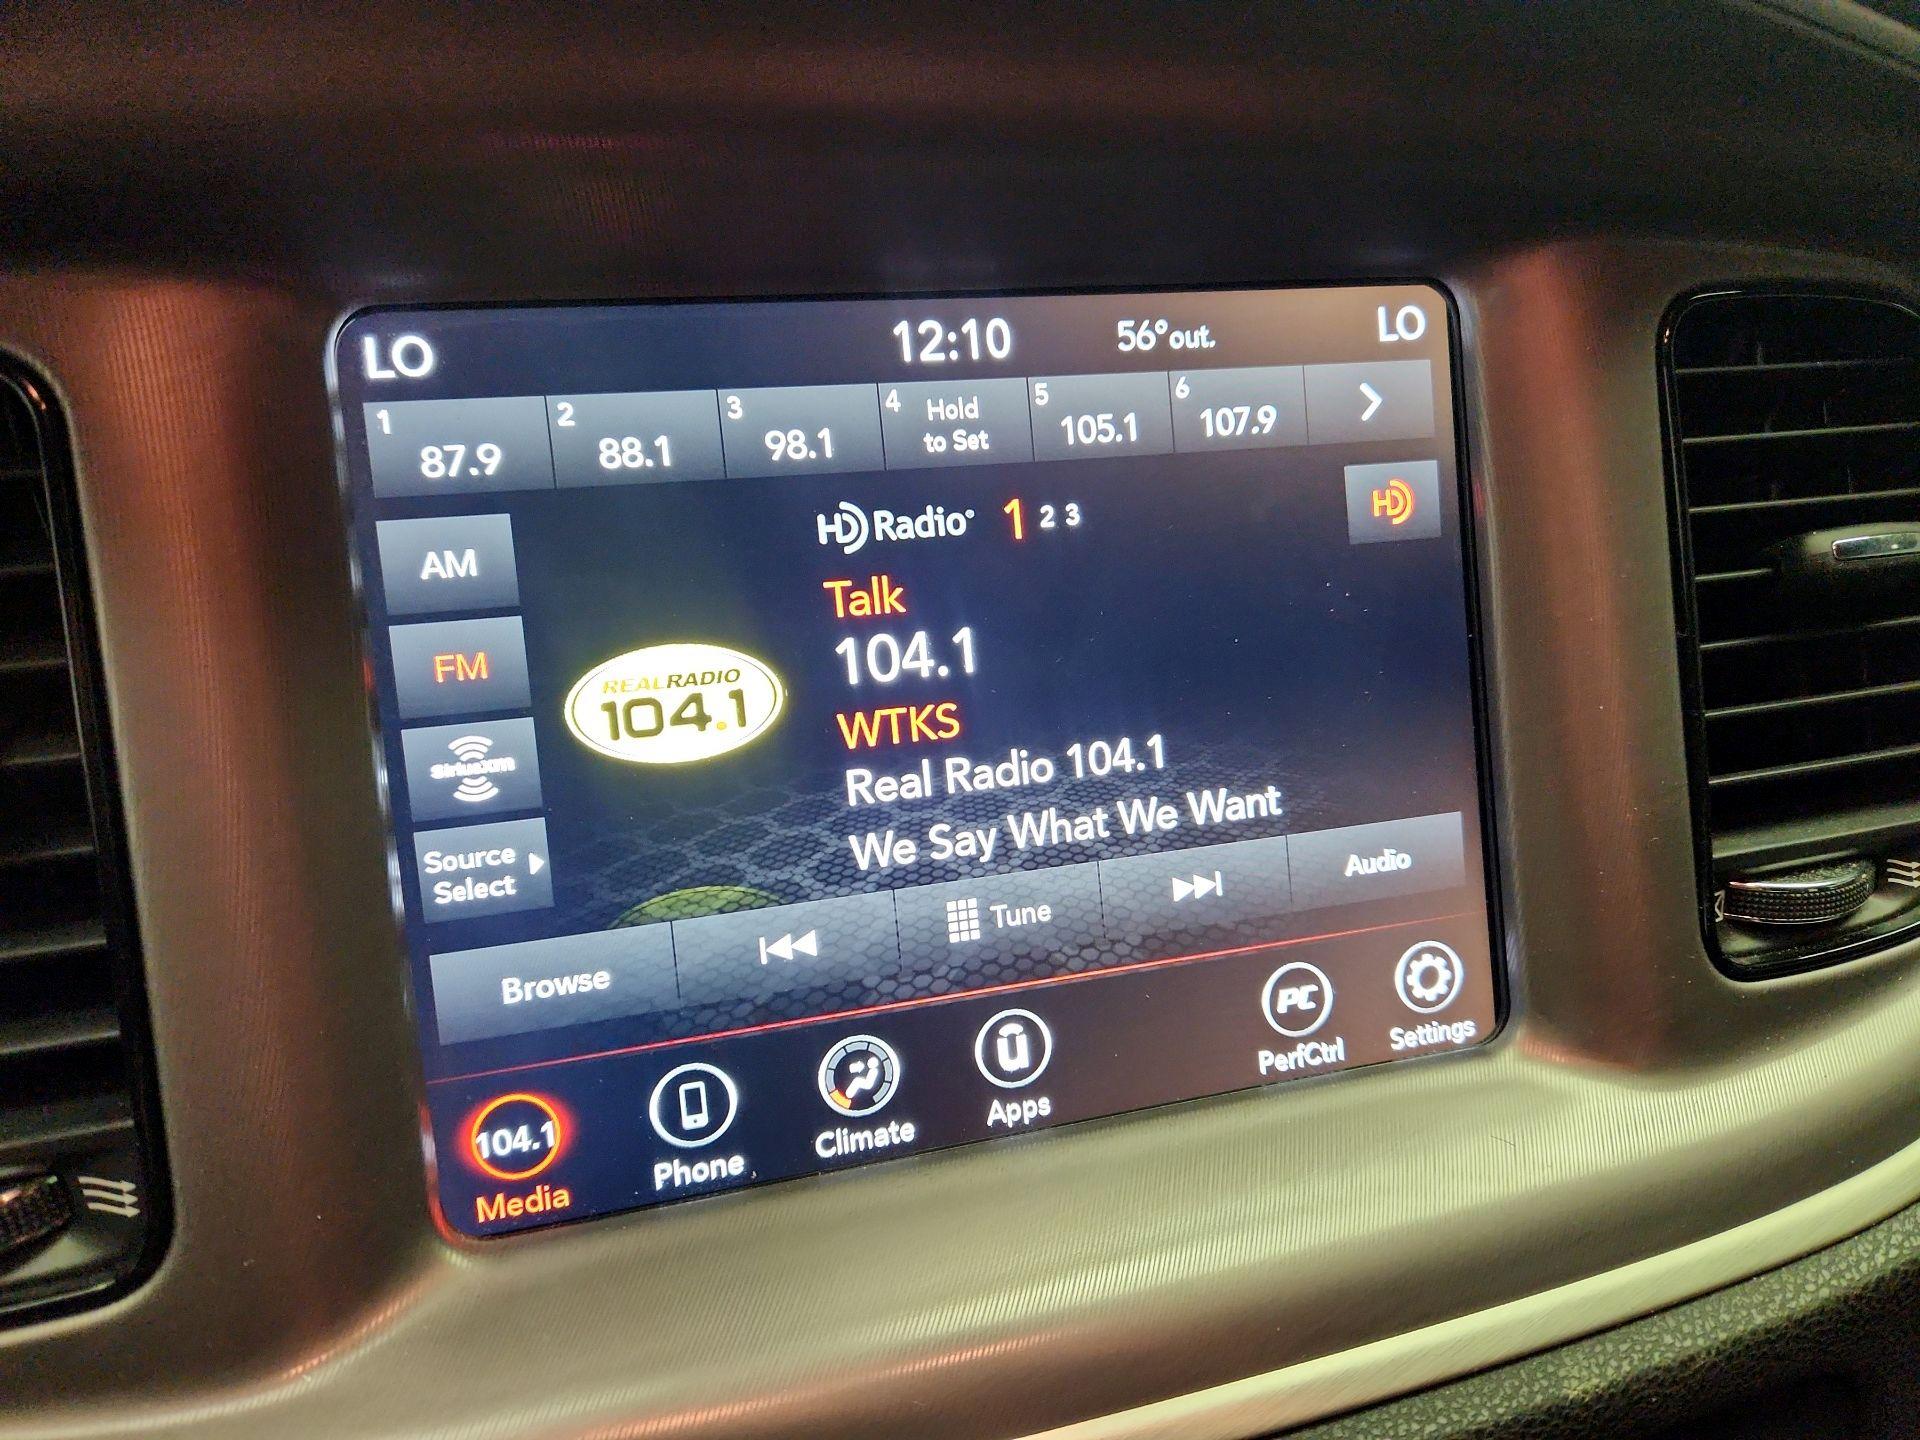 LO 12:10 56° out. LO
1 87.9 2 88.1 3 98.1 4 Hold to Set 5 105.1 6 107.9
HD Radio® 1 2 3 HD
AM
Talk
FM
104.1
REAL RADIO
104.1
WTKS
SiriusXm
Real Radio 104.1
We Say What We Want
Source
Select
Browse Tune Audio
104.1 PC
Media Phone Climate Apps PerfCtrl Settings